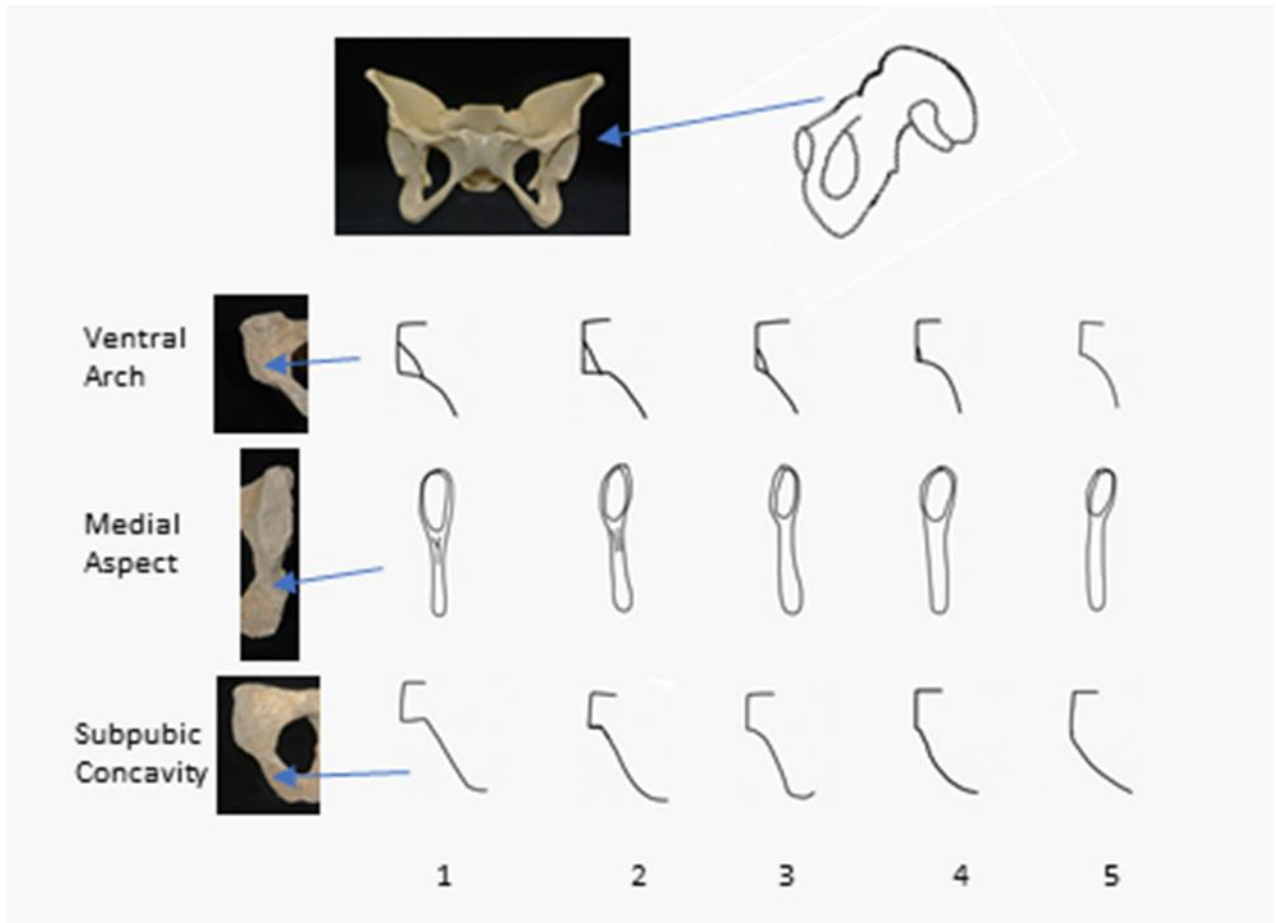 Ventral
Arch
Medial
Aspect
Subpubic
Concavity
1 2 3 4 5